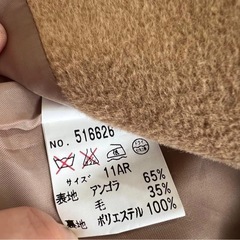 NO. 516626
サイズ 11AR
表地 アンゴラ 65%
毛 35%
裏地 ポリエステル 100%